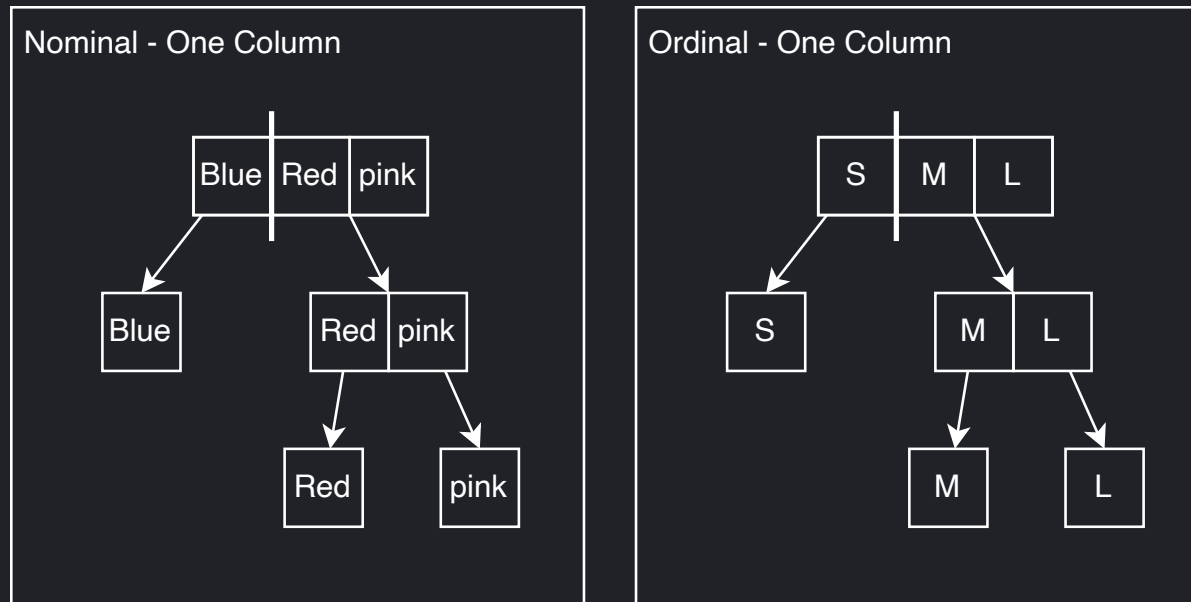 Nominal - One Column
Blue Red pink
Blue
Red pink
Red
pink
Ordinal - One Column
S M L
S
M L
M
L